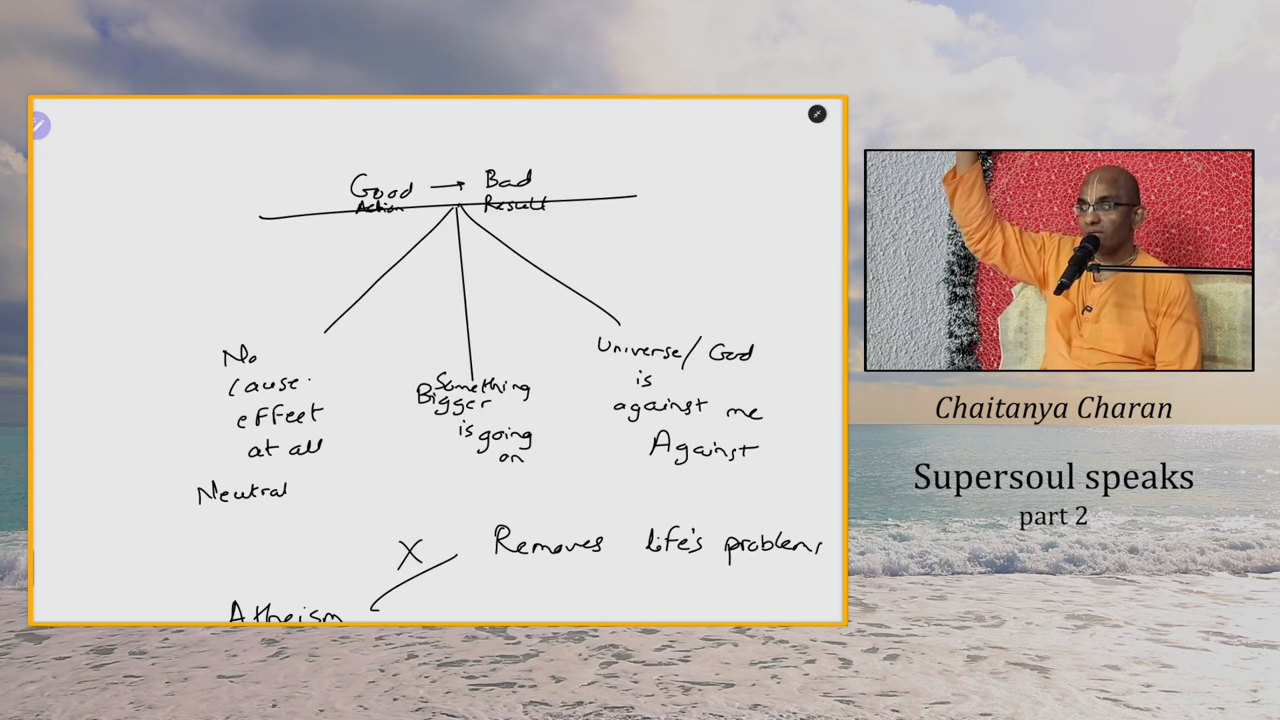 Good → Bad
Action Result
No
cause-
effect
at all
Neutral
Something
Bigger
is going
on
Universe/God
is
against me
Against
X Removes life's problems
Atheism
Chaitanya Charan
Supersoul speaks
part 2